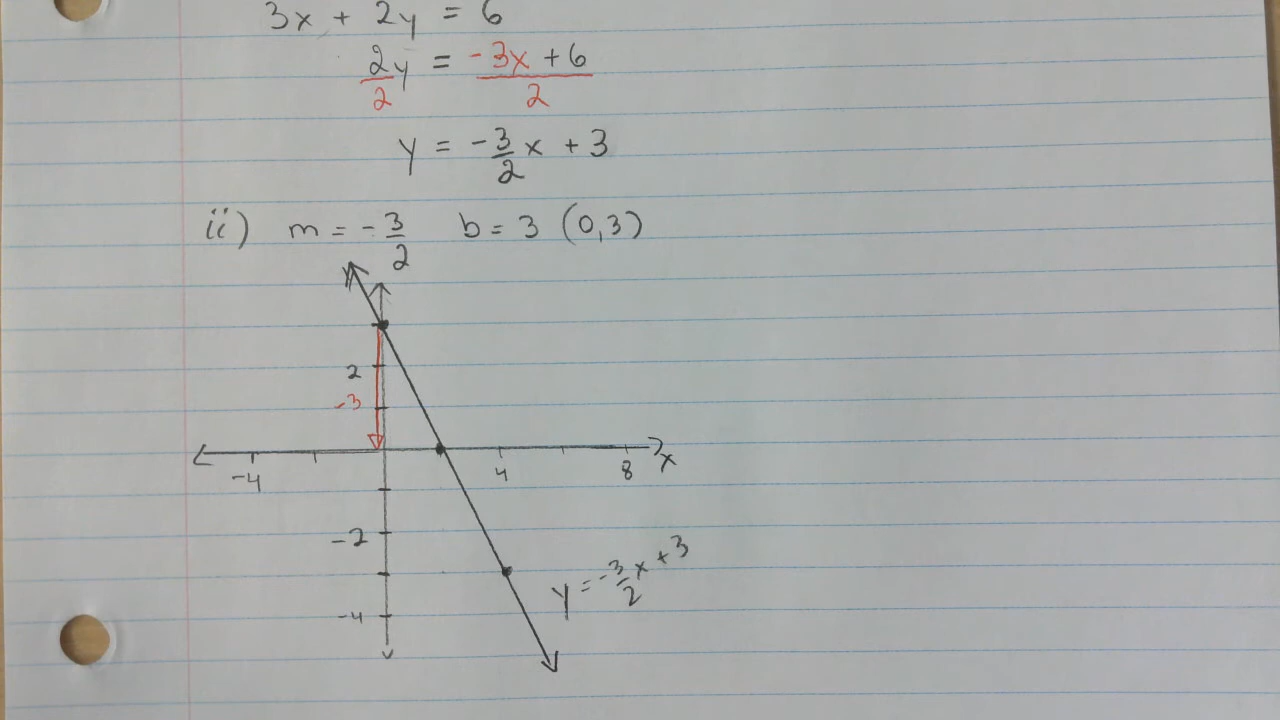 3x + 2y = 6
2y/2 = -3x + 6/2
y = -3/2 x + 3
ii) m = -3/2 b = 3 (0,3)
y
2
-3
-4 4 8 x
-2
y = -3/2 x + 3
-4